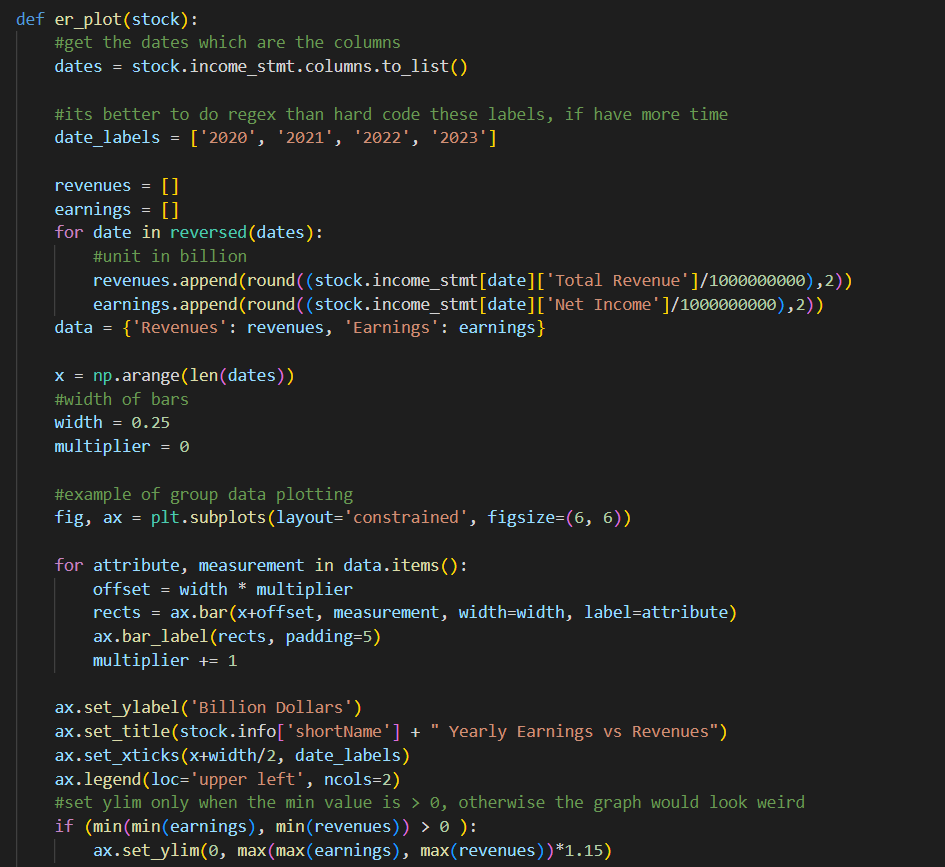 def er_plot(stock):
    #get the dates which are the columns
    dates = stock.income_stmt.columns.to_list()

    #its better to do regex than hard code these labels, if have more time
    date_labels = ['2020', '2021', '2022', '2023']

    revenues = []
    earnings = []
    for date in reversed(dates):
        #unit in billion
        revenues.append(round((stock.income_stmt[date]['Total Revenue']/1000000000),2))
        earnings.append(round((stock.income_stmt[date]['Net Income']/1000000000),2))
    data = {'Revenues': revenues, 'Earnings': earnings}

    x = np.arange(len(dates))
    #width of bars
    width = 0.25
    multiplier = 0

    #example of group data plotting
    fig, ax = plt.subplots(layout='constrained', figsize=(6, 6))

    for attribute, measurement in data.items():
        offset = width * multiplier
        rects = ax.bar(x+offset, measurement, width=width, label=attribute)
        ax.bar_label(rects, padding=5)
        multiplier += 1

    ax.set_ylabel('Billion Dollars')
    ax.set_title(stock.info['shortName'] + " Yearly Earnings vs Revenues")
    ax.set_xticks(x+width/2, date_labels)
    ax.legend(loc='upper left', ncols=2)
    #set ylim only when the min value is > 0, otherwise the graph would look weird
    if (min(min(earnings), min(revenues)) > 0 ):
        ax.set_ylim(0, max(max(earnings), max(revenues))*1.15)